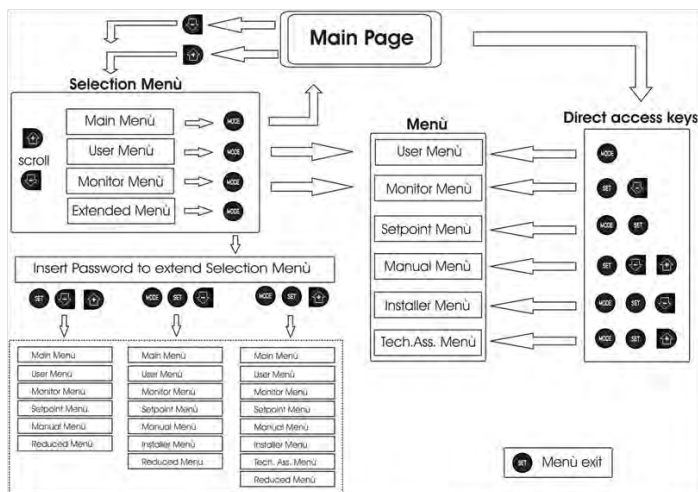 Main Page
Selection Menù
Main Menù
MODE
scroll
User Menù
MODE
Monitor Menù
MODE
Extended Menù
MODE
Insert Password to extend Selection Menù
SET
MODE SET
MODE SET
Main Menù
User Menù
Monitor Menù
Setpoint Menù
Manual Menù
Reduced Menù
Main Menù
User Menù
Monitor Menù
Setpoint Menù
Manual Menù
Installer Menù
Reduced Menù
Main Menù
User Menù
Monitor Menù
Setpoint Menù
Manual Menù
Installer Menù
Tech. Ass. Menù
Reduced Menù
Menù
User Menù
Monitor Menù
Setpoint Menù
Manual Menù
Installer Menù
Tech.Ass. Menù
Direct access keys
MODE
SET
MODE SET
SET
MODE SET
MODE SET
SET Menù exit